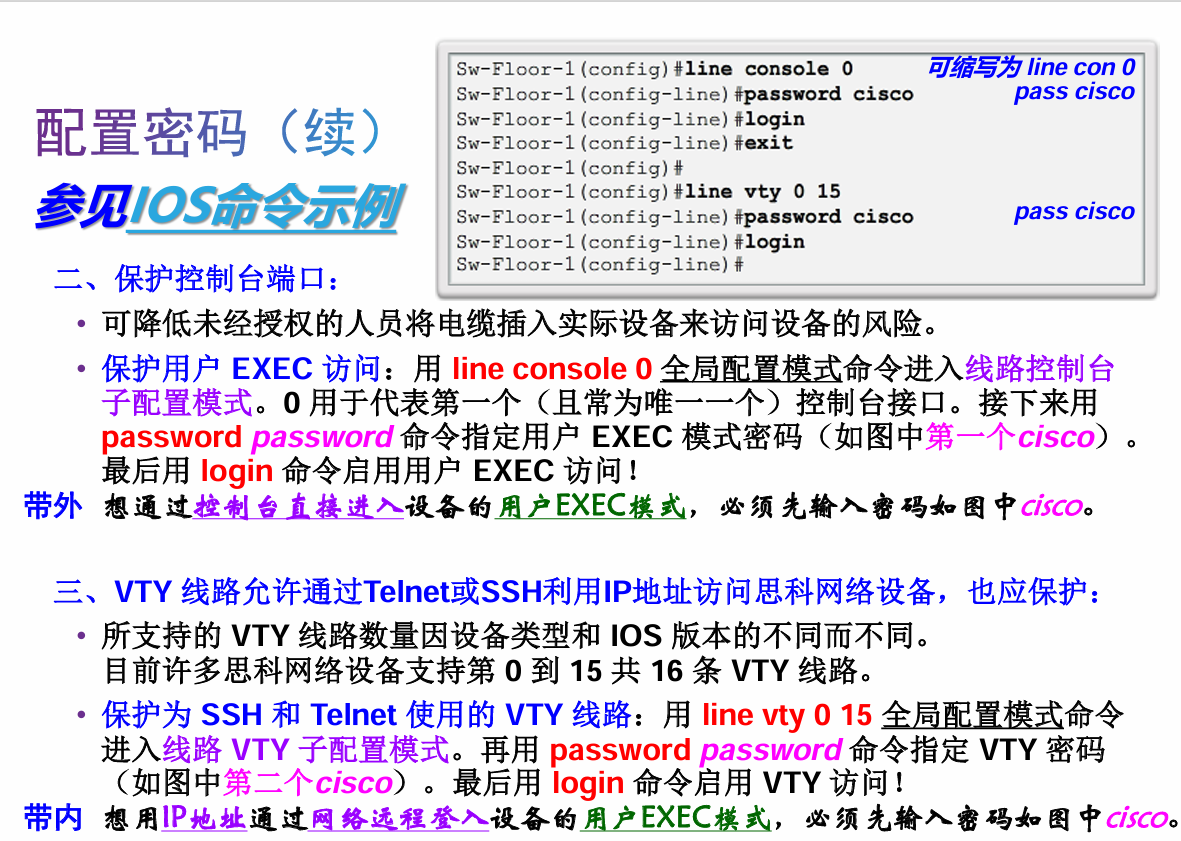 配置密码（续）
参见IOS命令示例
Sw-Floor-1(config)#line console 0 可缩写为 line con 0
Sw-Floor-1(config-line)#password cisco pass cisco
Sw-Floor-1(config-line)#login
Sw-Floor-1(config-line)#exit
Sw-Floor-1(config)#
Sw-Floor-1(config)#line vty 0 15
Sw-Floor-1(config-line)#password cisco pass cisco
Sw-Floor-1(config-line)#login
Sw-Floor-1(config-line)#
二、保护控制台端口：
• 可降低未经授权的人员将电缆插入实际设备来访问设备的风险。
• 保护用户 EXEC 访问：用 line console 0 全局配置模式命令进入线路控制台
子配置模式。0 用于代表第一个（且常为唯一一个）控制台接口。接下来用
password password 命令指定用户 EXEC 模式密码（如图中第一个cisco）。
最后用 login 命令启用用户 EXEC 访问！
带外 想通过控制台直接进入设备的用户EXEC模式，必须先输入密码如图中cisco。
三、VTY 线路允许通过Telnet或SSH利用IP地址访问思科网络设备，也应保护：
• 所支持的 VTY 线路数量因设备类型和 IOS 版本的不同而不同。
目前许多思科网络设备支持第 0 到 15 共 16 条 VTY 线路。
• 保护为 SSH 和 Telnet 使用的 VTY 线路：用 line vty 0 15 全局配置模式命令
进入线路 VTY 子配置模式。再用 password password 命令指定 VTY 密码
（如图中第二个cisco）。最后用 login 命令启用 VTY 访问！
带内 想用IP地址通过网络远程登入设备的用户EXEC模式，必须先输入密码如图中cisco。